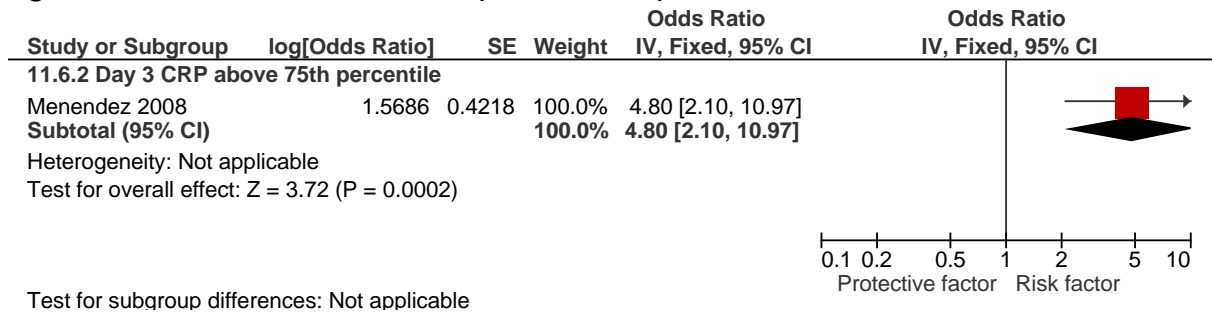 Odds Ratio Odds Ratio
Study or Subgroup log[Odds Ratio] SE Weight IV, Fixed, 95% CI IV, Fixed, 95% CI
11.6.2 Day 3 CRP above 75th percentile
Menendez 2008 1.5686 0.4218 100.0% 4.80 [2.10, 10.97]
Subtotal (95% CI) 100.0% 4.80 [2.10, 10.97]
Heterogeneity: Not applicable
Test for overall effect: Z = 3.72 (P = 0.0002)
0.1 0.2 0.5 1 2 5 10
Protective factor Risk factor
Test for subgroup differences: Not applicable